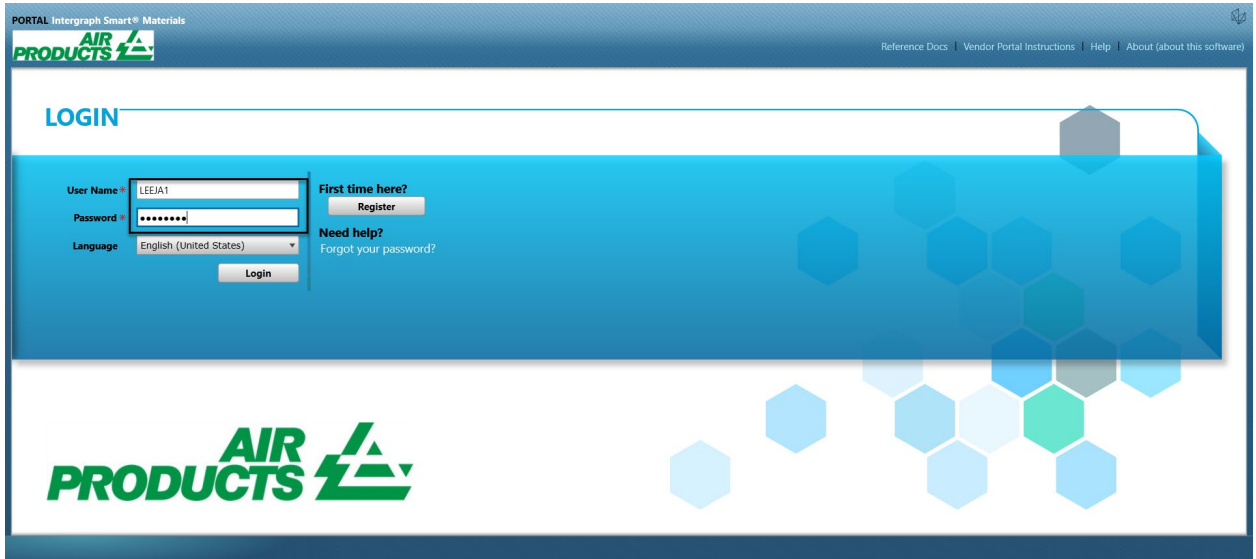 PORTAL Intergraph Smart® Materials
AIR
PRODUCTS
Reference Docs | Vendor Portal Instructions | Help | About (about this software)
LOGIN
User Name* LEEJA1
Password* ••••••••
Language English (United States)
Login
First time here?
Register
Need help?
Forgot your password?
AIR
PRODUCTS